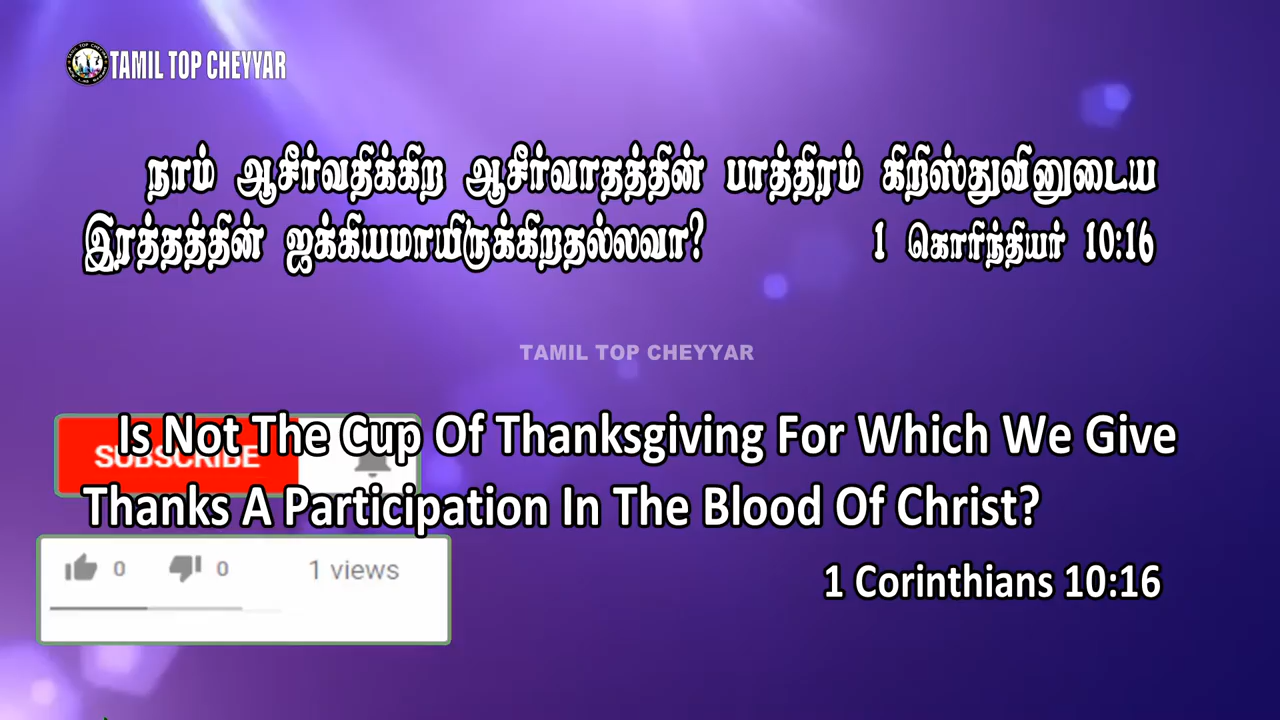 TAMIL TOP CHEYYAR
நாம் ஆசீர்வதிக்கிற ஆசீர்வாதத்தின் பாத்திரம் கிறிஸ்துவினுடைய
இரத்தத்தின் ஐக்கியமாயிருக்கிறதல்லவா? 1 கொரிந்தியர் 10:16
TAMIL TOP CHEYYAR
Is Not The Cup Of Thanksgiving For Which We Give
SUBSCRIBE
Thanks A Participation In The Blood Of Christ?
0 0 1 views
1 Corinthians 10:16